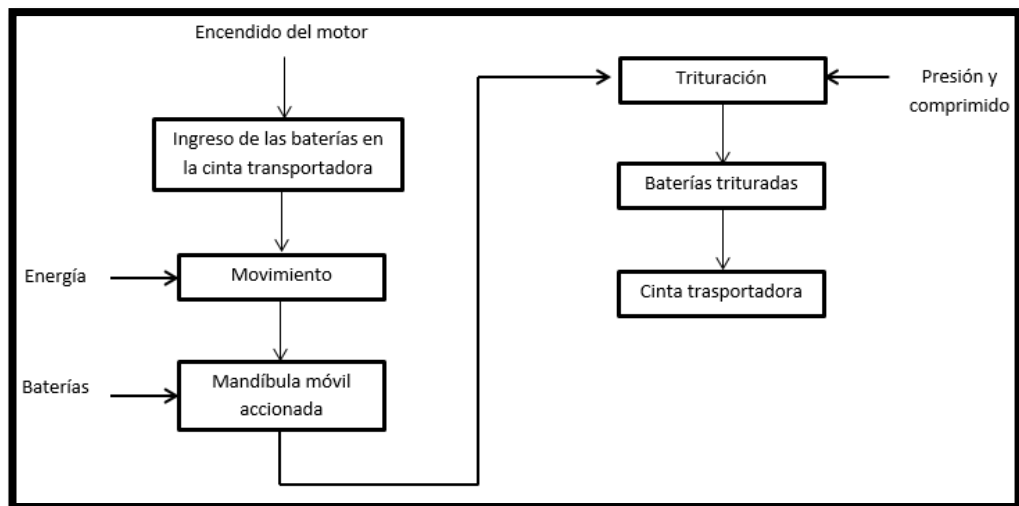 Encendido del motor
Ingreso de las baterías en
la cinta transportadora
Energía
Movimiento
Baterías
Mandíbula móvil
accionada
Trituración
Presión y
comprimido
Baterías trituradas
Cinta trasportadora